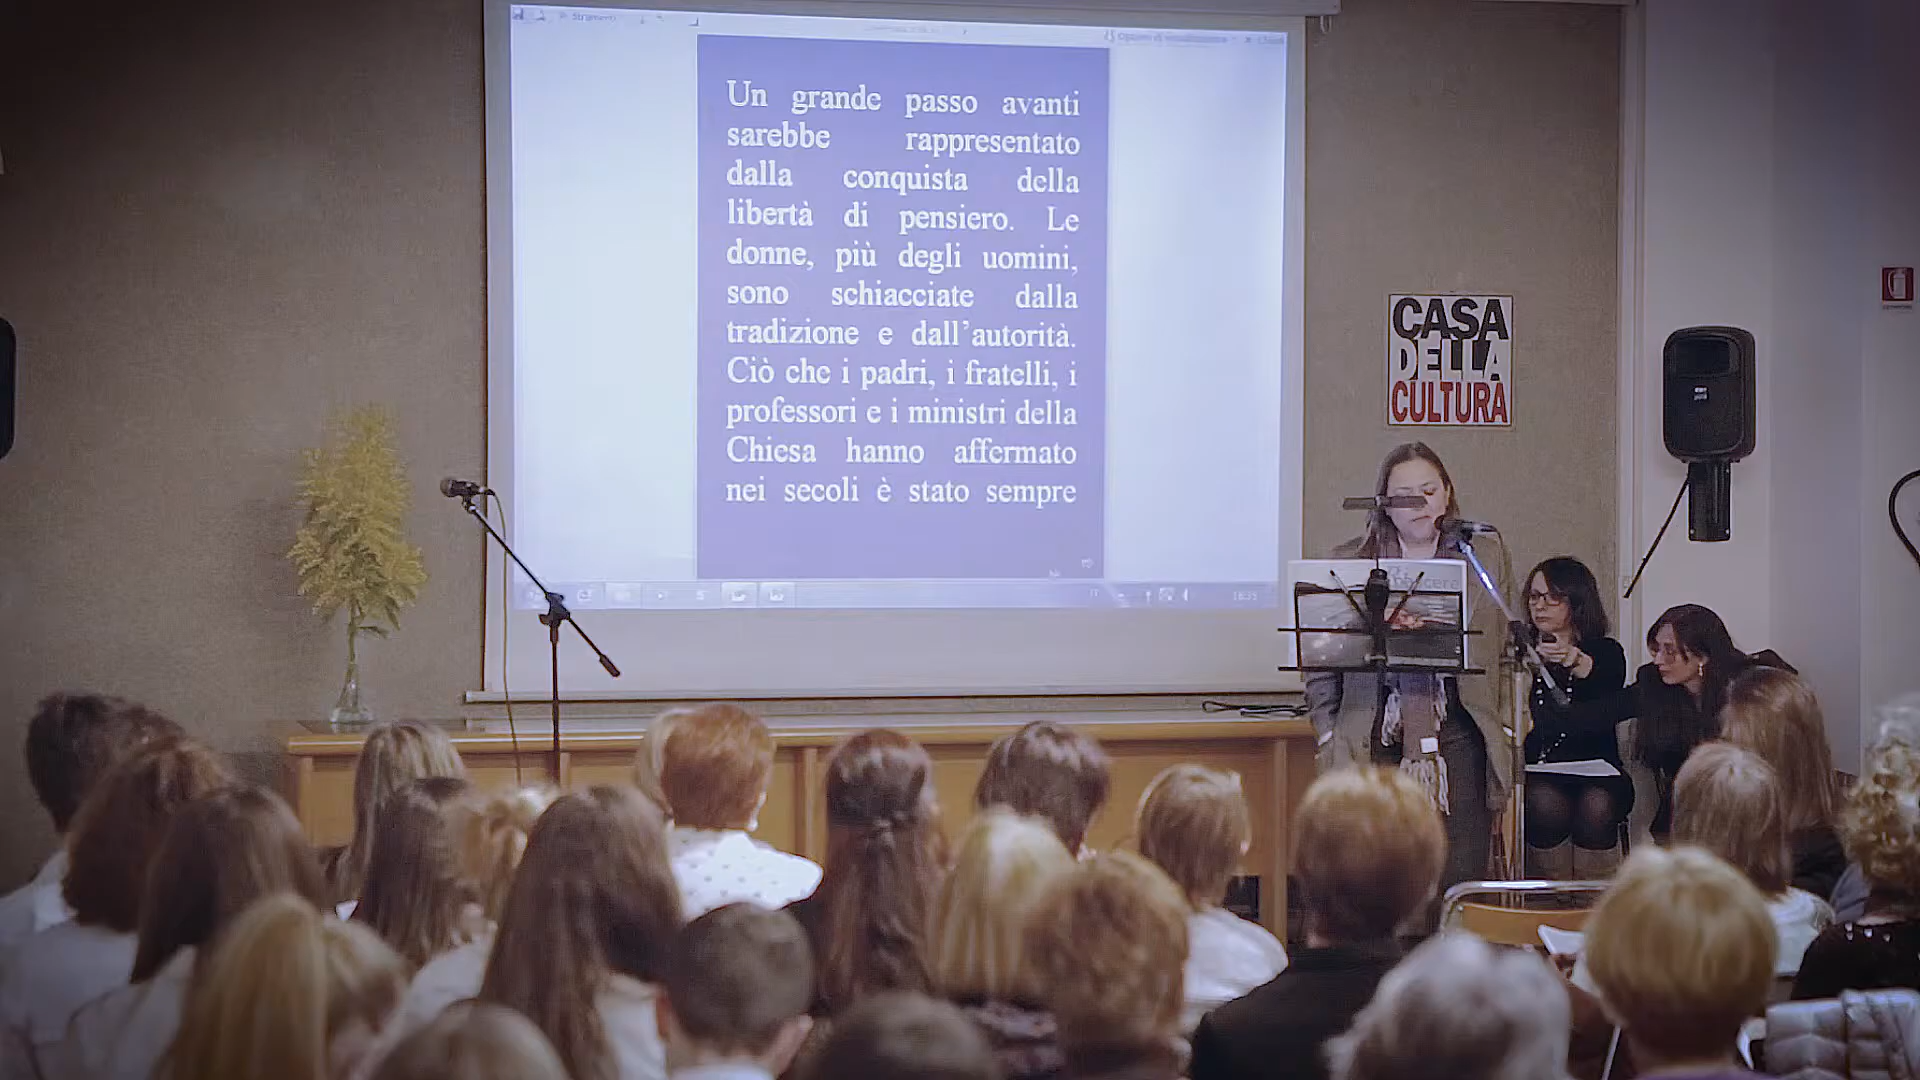 Strumenti
Un grande passo avanti
sarebbe rappresentato
dalla conquista della
libertà di pensiero. Le
donne, più degli uomini,
sono schiacciate dalla
tradizione e dall'autorità.
Ciò che i padri, i fratelli, i
professori e i ministri della
Chiesa hanno affermato
nei secoli è stato sempre
CASA
DELLA
CULTURA